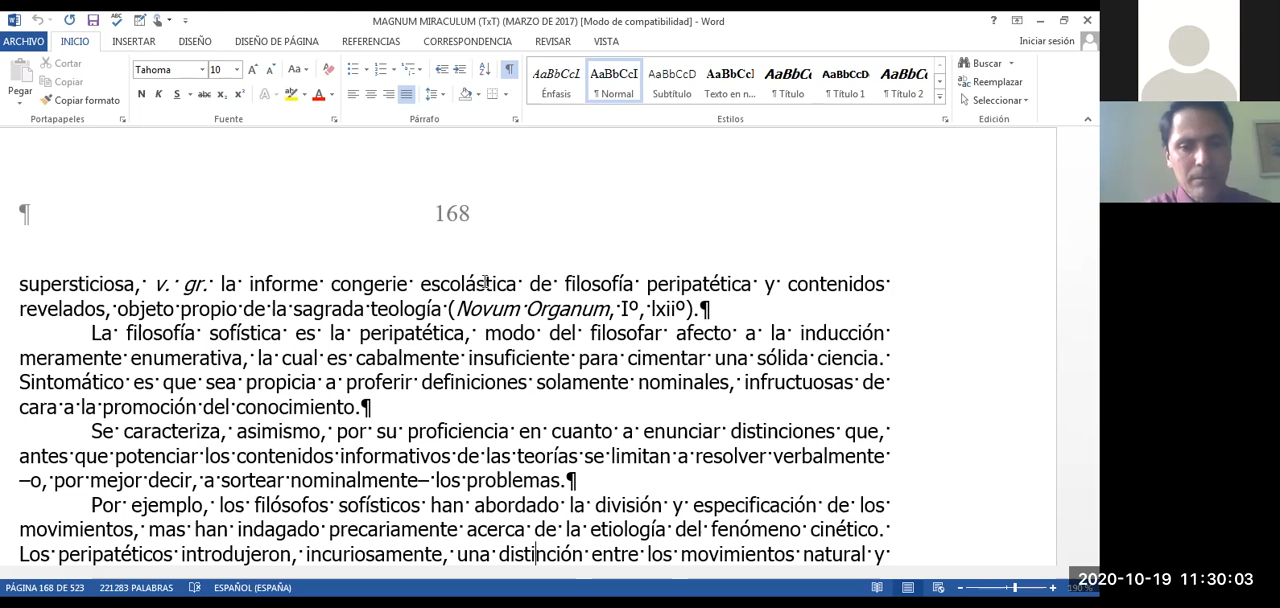 MAGNUM MIRACULUM (TxT) (MARZO DE 2017) [Modo de compatibilidad] - Word
ARCHIVO INICIO INSERTAR DISEÑO DISEÑO DE PÁGINA REFERENCIAS CORRESPONDENCIA REVISAR VISTA Iniciar sesión
Pegar
Cortar
Copiar
Copiar formato
Portapapeles
Tahoma 10
N K S abc x₂ x²
Fuente
Párrafo
AaBbCcL AaBbCcI AaBbCcD AaBbCcI AaBbC AaBbCcD AaBbC
Énfasis ¶ Normal Subtítulo Texto en n... ¶ Título ¶ Título 1 ¶ Título 2
Estilos
Buscar
Reemplazar
Seleccionar
Edición
¶ 168
supersticiosa, v. gr. la informe congerie escolástica de filosofía peripatética y contenidos
revelados, objeto propio de la sagrada teología (Novum Organum, Iº, lxiiº).¶
La filosofía sofística es la peripatética, modo del filosofar afecto a la inducción
meramente enumerativa, la cual es cabalmente insuficiente para cimentar una sólida ciencia.
Sintomático es que sea propicia a proferir definiciones solamente nominales, infructuosas de
cara a la promoción del conocimiento.¶
Se caracteriza, asimismo, por su proficiencia en cuanto a enunciar distinciones que,
antes que potenciar los contenidos informativos de las teorías se limitan a resolver verbalmente
–o, por mejor decir, a sortear nominalmente– los problemas.¶
Por ejemplo, los filósofos sofísticos han abordado la división y especificación de los
movimientos, mas han indagado precariamente acerca de la etiología del fenómeno cinético.
Los peripatéticos introdujeron, incuriosamente, una distinción entre los movimientos natural y
PÁGINA 168 DE 523 221283 PALABRAS ESPAÑOL (ESPAÑA) 190 %
2020-10-19 11:30:03